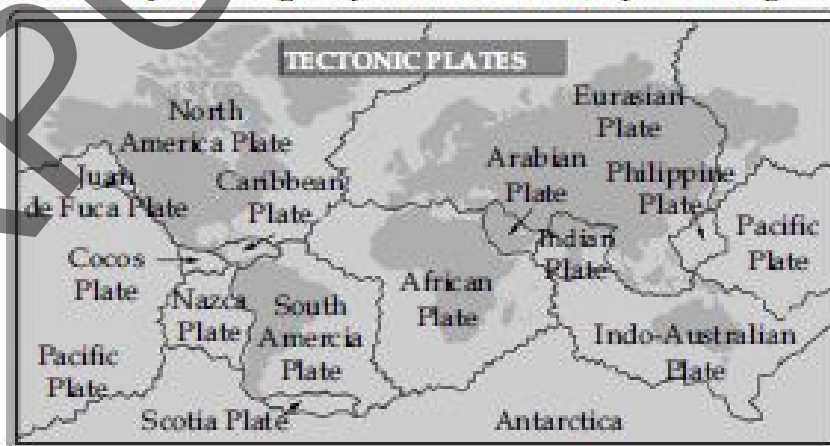 TECTONIC PLATES
North
America Plate
Eurasian
Plate
Juan
de Fuca Plate
Caribbean
Plate
Arabian
Plate
Philippine
Plate
Pacific
Plate
Cocos
Plate
Indian
Plate
Nazca
Plate
South
Amercia
Plate
African
Plate
Indo-Australian
Plate
Pacific
Plate
Scotia Plate
Antarctica